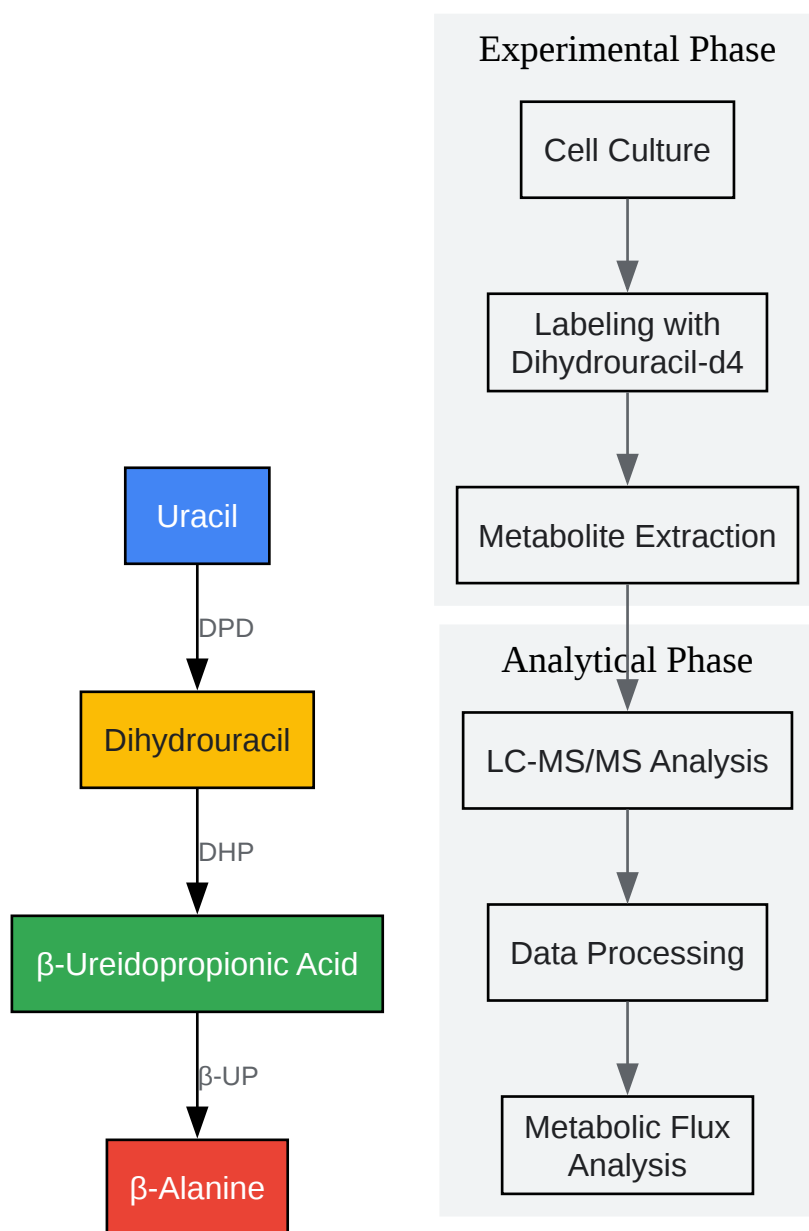 Experimental Phase
Cell Culture
Labeling with
Dihydrouracil-d4
Metabolite Extraction
Analytical Phase
LC-MS/MS Analysis
Data Processing
Metabolic Flux
Analysis
Uracil
DPD
Dihydrouracil
DHP
β-Ureidopropionic Acid
β-UP
β-Alanine